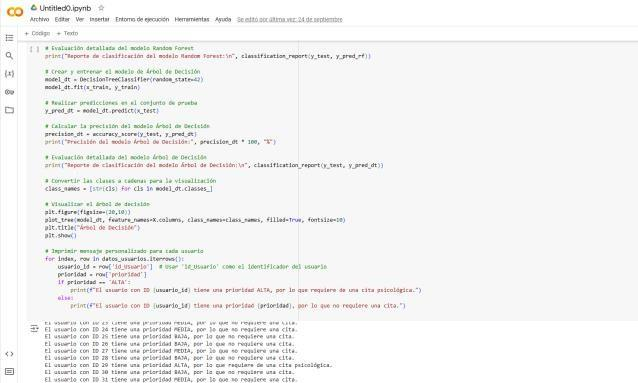 Untitled0.ipynb
Archivo Editar Ver Insertar Entorno de ejecución Herramientas Ayuda Se editó por última vez: 24 de septiembre
+ Código + Texto
# Evaluación detallada del modelo Random Forest
print("Reporte de clasificación del modelo Random Forest:\n", classification_report(y_test, y_pred_rf))
# Crear y entrenar el modelo de Árbol de Decisión
model_dt = DecisionTreeClassifier(random_state=42)
model_dt.fit(x_train, y_train)
# Realizar predicciones en el conjunto de prueba
y_pred_dt = model_dt.predict(x_test)
# Calcular la precisión del modelo Árbol de Decisión
precision_dt = accuracy_score(y_test, y_pred_dt)
print("Precisión del modelo Árbol de Decisión:", precision_dt * 100, "%")
# Evaluación detallada del modelo Árbol de Decisión
print("Reporte de clasificación del modelo Árbol de Decisión:\n", classification_report(y_test, y_pred_dt))
# Convertir las clases a cadenas para la visualización
class_names = [str(cls) for cls in model_dt.classes_]
# Visualizar el árbol de decisión
plt.figure(figsize=(20,10))
plot_tree(model_dt, feature_names=X.columns, class_names=class_names, filled=True, fontsize=10)
plt.title("Árbol de Decisión")
plt.show()
# Imprimir mensaje personalizado para cada usuario
for index, row in datos_usuarios.iterrows():
usuario_id = row['id_Usuario'] # Usar 'id_Usuario' como el identificador del usuario
prioridad = row['prioridad']
if prioridad == 'ALTA':
print(f"El usuario con ID {usuario_id} tiene una prioridad ALTA, por lo que requiere de una cita psicológica.")
else:
print(f"El usuario con ID {usuario_id} tiene una prioridad {prioridad}, por lo que no requiere una cita.")
El usuario con ID 23 tiene una prioridad MEDIA, por lo que no requiere una cita.
El usuario con ID 24 tiene una prioridad MEDIA, por lo que no requiere una cita.
El usuario con ID 25 tiene una prioridad BAJA, por lo que no requiere una cita.
El usuario con ID 26 tiene una prioridad BAJA, por lo que no requiere una cita.
El usuario con ID 27 tiene una prioridad MEDIA, por lo que no requiere una cita.
El usuario con ID 28 tiene una prioridad BAJA, por lo que no requiere una cita.
El usuario con ID 29 tiene una prioridad ALTA, por lo que requiere de una cita psicológica.
El usuario con ID 30 tiene una prioridad BAJA, por lo que no requiere una cita.
El usuario con ID 31 tiene una prioridad MEDIA, por lo que no requiere una cita.